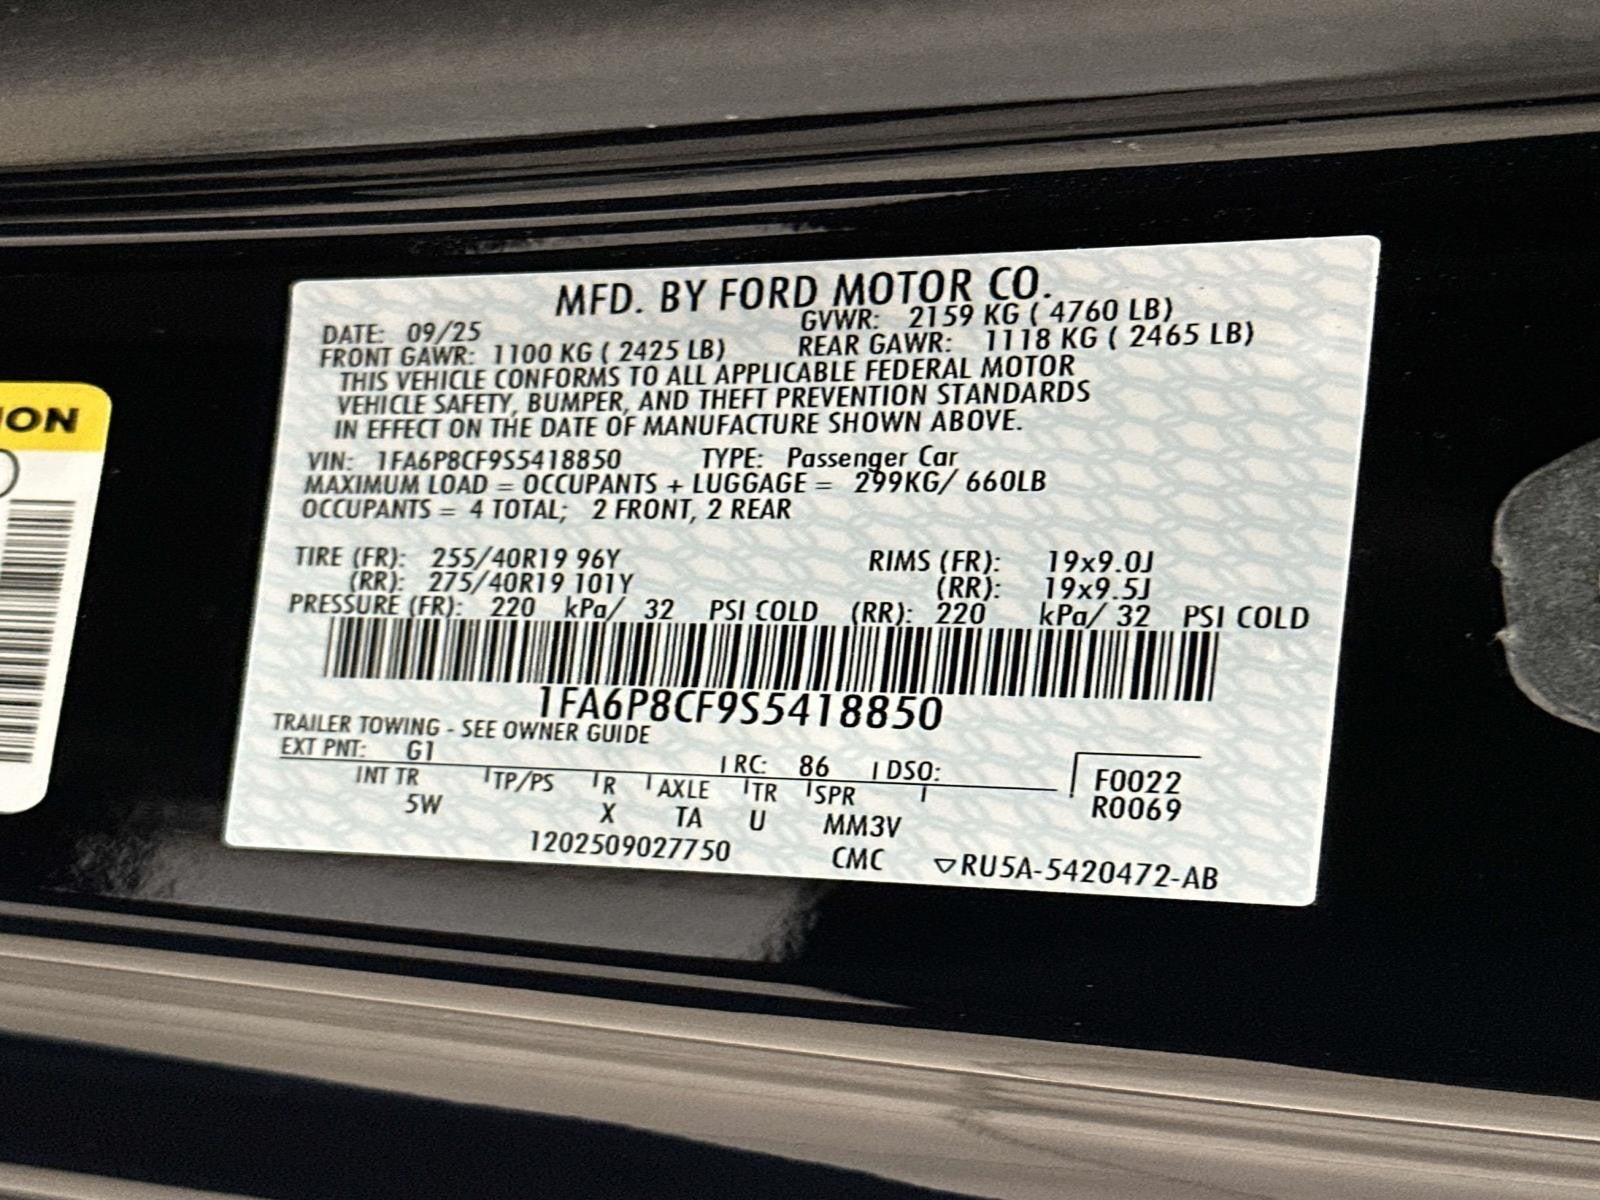 MFD. BY FORD MOTOR CO.
DATE: 09/25 GVWR: 2159 KG ( 4760 LB)
FRONT GAWR: 1100 KG ( 2425 LB) REAR GAWR: 1118 KG ( 2465 LB)
THIS VEHICLE CONFORMS TO ALL APPLICABLE FEDERAL MOTOR
VEHICLE SAFETY, BUMPER, AND THEFT PREVENTION STANDARDS
IN EFFECT ON THE DATE OF MANUFACTURE SHOWN ABOVE.
VIN: 1FA6P8CF9S5418850 TYPE: Passenger Car
MAXIMUM LOAD = OCCUPANTS + LUGGAGE = 299KG/ 660LB
OCCUPANTS = 4 TOTAL; 2 FRONT, 2 REAR
TIRE (FR): 255/40R19 96Y RIMS (FR): 19x9.0J
(RR): 275/40R19 101Y (RR): 19x9.5J
PRESSURE (FR): 220 kPa/ 32 PSI COLD (RR): 220 kPa/ 32 PSI COLD
1FA6P8CF9S5418850
TRAILER TOWING - SEE OWNER GUIDE
EXT PNT: G1 RC: 86 DSO: F0022
INT TR TP/PS R AXLE TR SPR R0069
5W X TA U MM3V
1202509027750 CMC ▽RU5A-5420472-AB